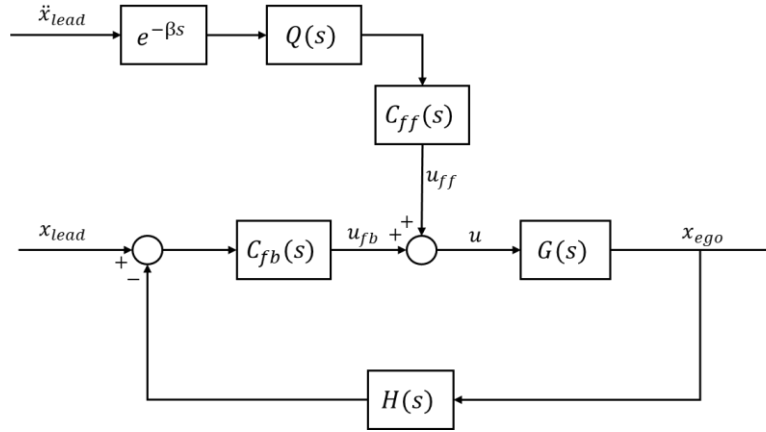 ẍ_lead
e^{-βs}
Q(s)
C_ff(s)
u_ff
x_lead
+
−
C_fb(s)
u_fb
+
+
u
G(s)
x_ego
H(s)